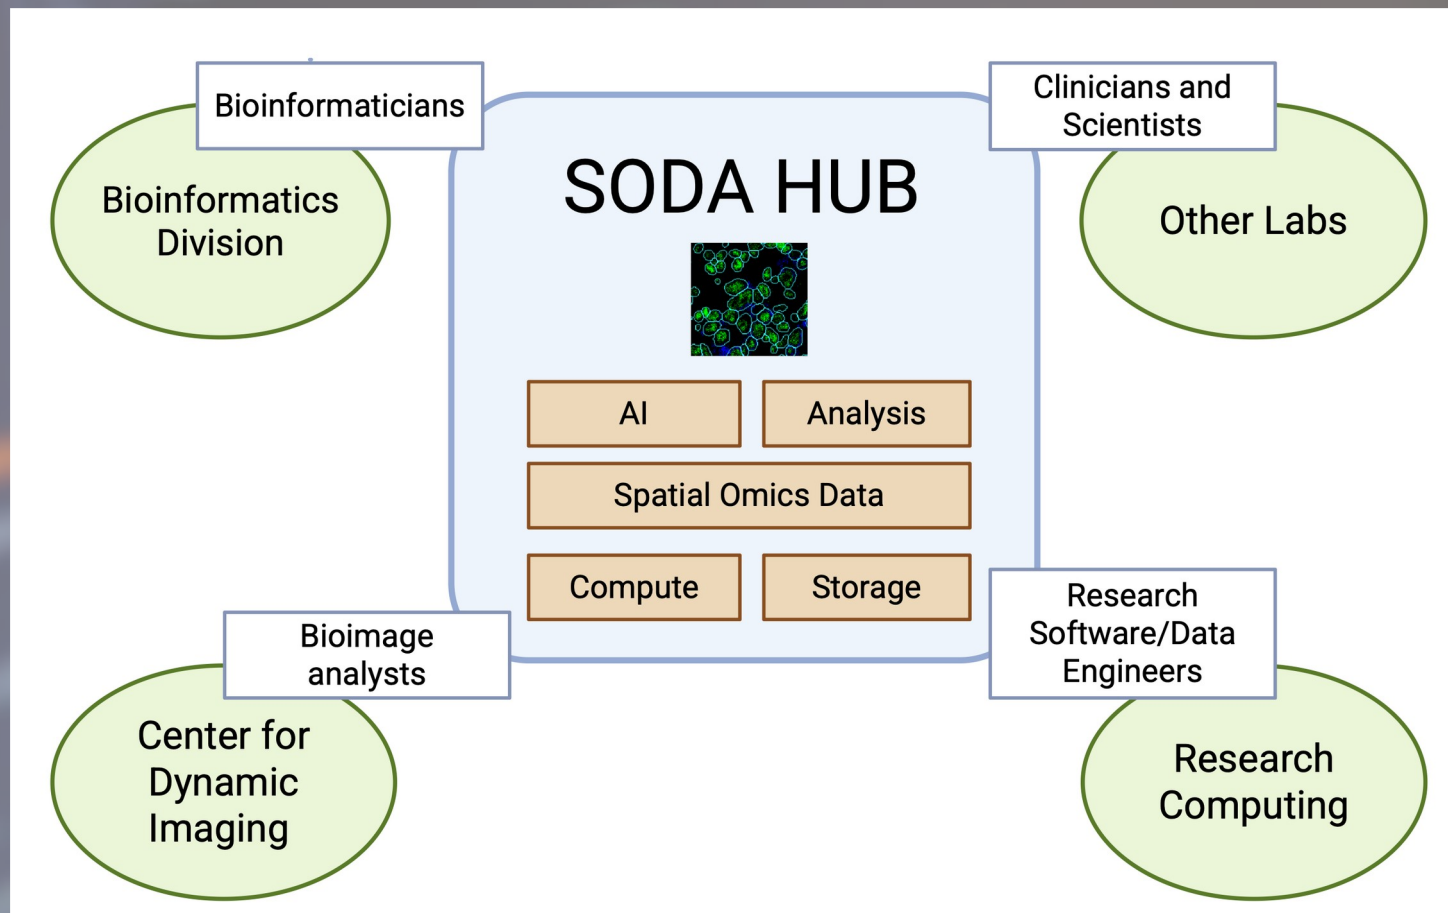 Bioinformaticians
Bioinformatics
Division
Clinicians and
Scientists
Other Labs
SODA HUB
AI
Analysis
Spatial Omics Data
Compute
Storage
Bioimage
analysts
Center for
Dynamic
Imaging
Research
Software/Data
Engineers
Research
Computing